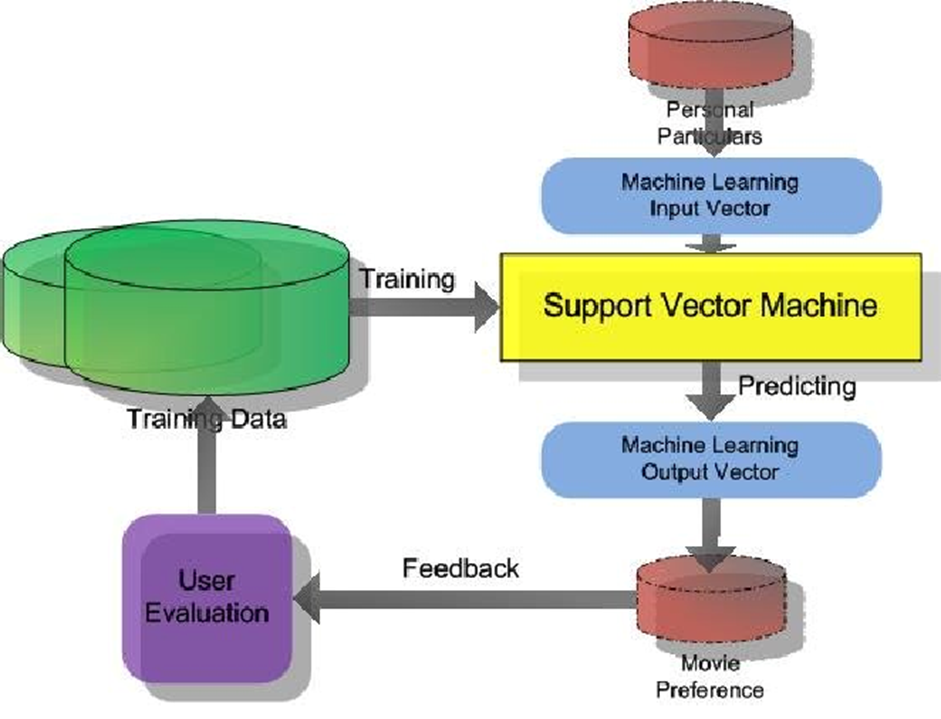 Personal
Particulars
Machine Learning
Input Vector
Training
Support Vector Machine
Predicting
Training Data
Machine Learning
Output Vector
Feedback
User
Evaluation
Movie
Preference